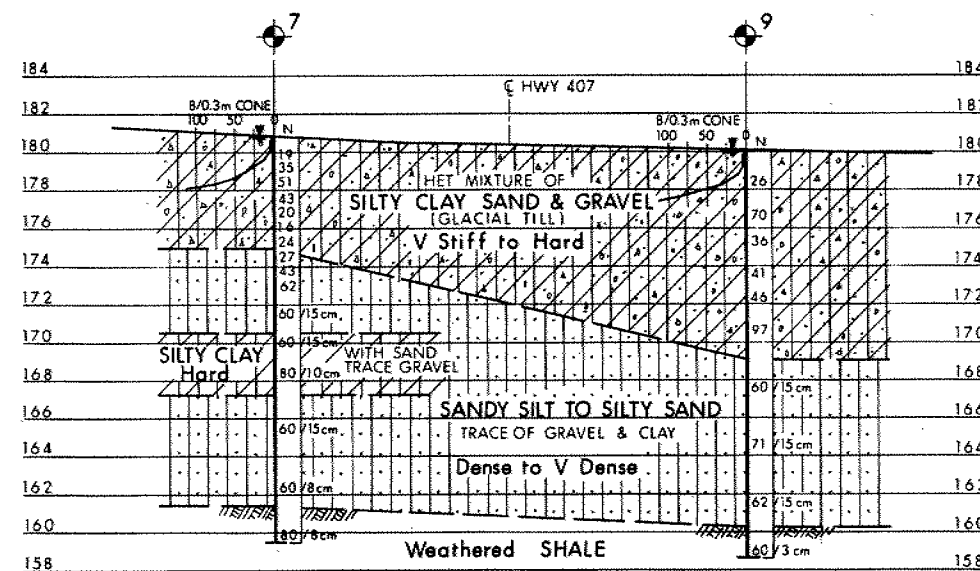 7
9
184
184
℄ HWY 407
182
182
B/0.3m CONE
100 50 0
N
B/0.3m CONE
100 50 0
N
180
180
19
35
51
43
20
16
24
27
43
62
60/15cm
60/15cm
80/10cm
60/15cm
60/8cm
80/8cm
HET MIXTURE OF
SILTY CLAY SAND & GRAVEL
(GLACIAL TILL)
V Stiff to Hard
26
70
36
41
46
97
60/15cm
71/15cm
62/15cm
60/3cm
178
178
176
176
174
174
172
172
170
170
SILTY CLAY
Hard
WITH SAND
TRACE GRAVEL
168
168
SANDY SILT TO SILTY SAND
TRACE OF GRAVEL & CLAY
Dense to V Dense
166
166
164
164
162
162
160
160
Weathered SHALE
158
158